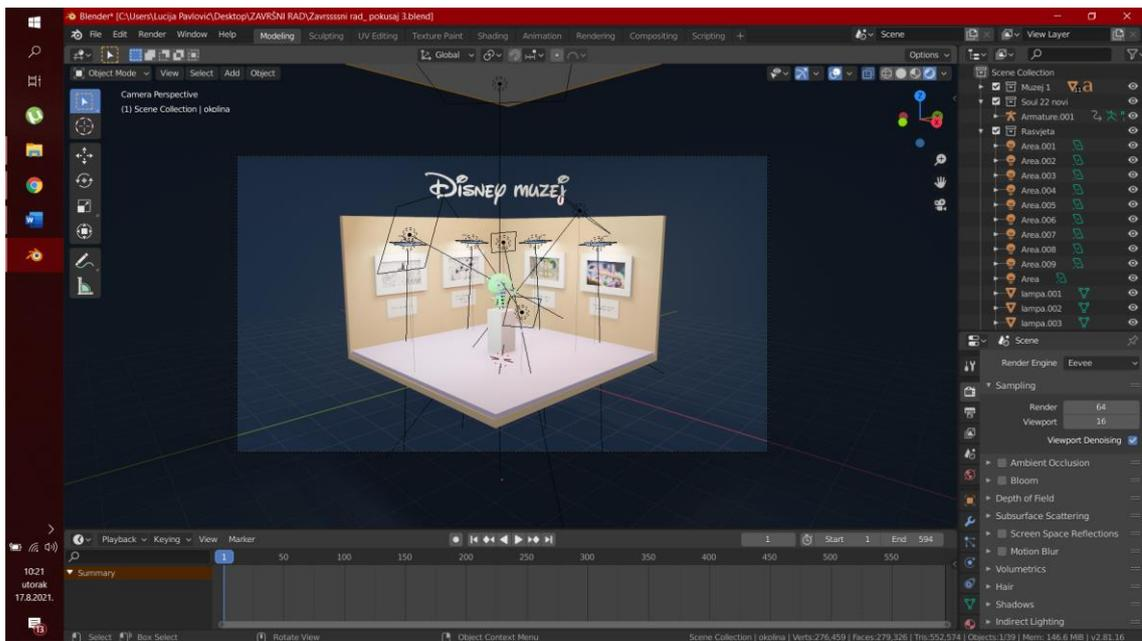 Blender* [C:\Users\Lucija Pavlović\Desktop\ZAVRŠNI RAD\Zavrssssni rad_ pokusaj 3.blend]
File Edit Render Window Help Modeling Sculpting UV Editing Texture Paint Shading Animation Rendering Compositing Scripting + Scene View Layer
Global Options
Object Mode View Select Add Object
Camera Perspective
(1) Scene Collection | okolina
Z
Disney muzej
Scene Collection
Muzej 1
Soul 22 novi
Armature.001
Rasvjeta
Area.001
Area.002
Area.003
Area.004
Area.005
Area.006
Area.007
Area.008
Area.009
Area
lampa.001
lampa.002
lampa.003
Scene
Render Engine Eevee
Sampling
Render 64
Viewport 16
Viewport Denoising
Ambient Occlusion
Bloom
Depth of Field
Subsurface Scattering
Screen Space Reflections
Motion Blur
Volumetrics
Hair
Shadows
Indirect Lighting
Playback Keying View Marker 1 Start 1 End 594
1 50 100 150 200 250 300 350 400 450 500 550
Summary
10:21
utorak
17.8.2021.
13
Select Box Select Rotate View Object Context Menu Scene Collection | okolina | Verts:276,459 | Faces:279,326 | Tris:552,574 | Objects:1/39 | Mem: 146.6 MiB | v2.81.16